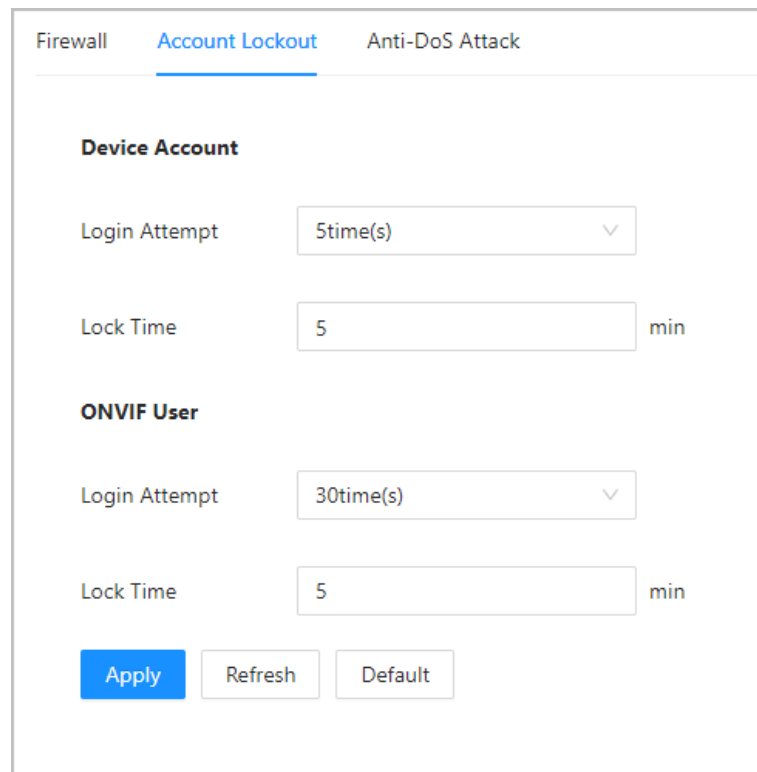 Firewall Account Lockout Anti-DoS Attack
Device Account
Login Attempt 5time(s)
Lock Time 5 min
ONVIF User
Login Attempt 30time(s)
Lock Time 5 min
Apply Refresh Default